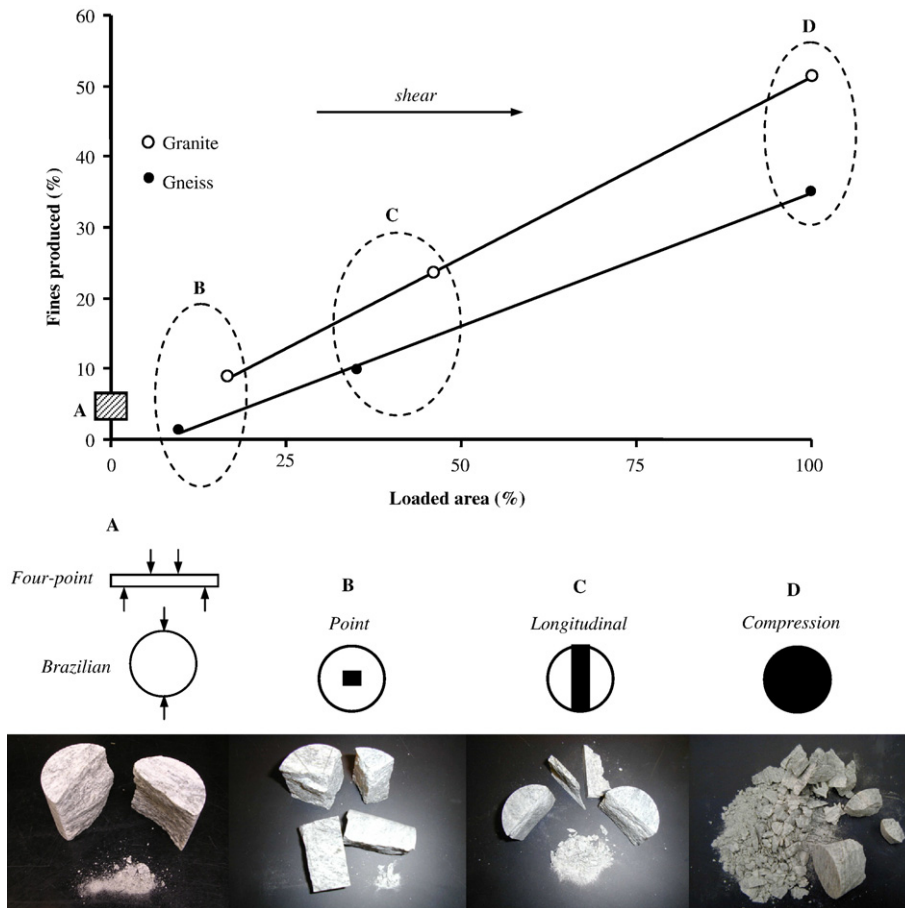 60
50
40
30
20
10
0
Fines produced (%)
shear
Granite
Gneiss
A
B
C
D
0
25
50
75
100
Loaded area (%)
A
Four-point
Brazilian
B
Point
C
Longitudinal
D
Compression